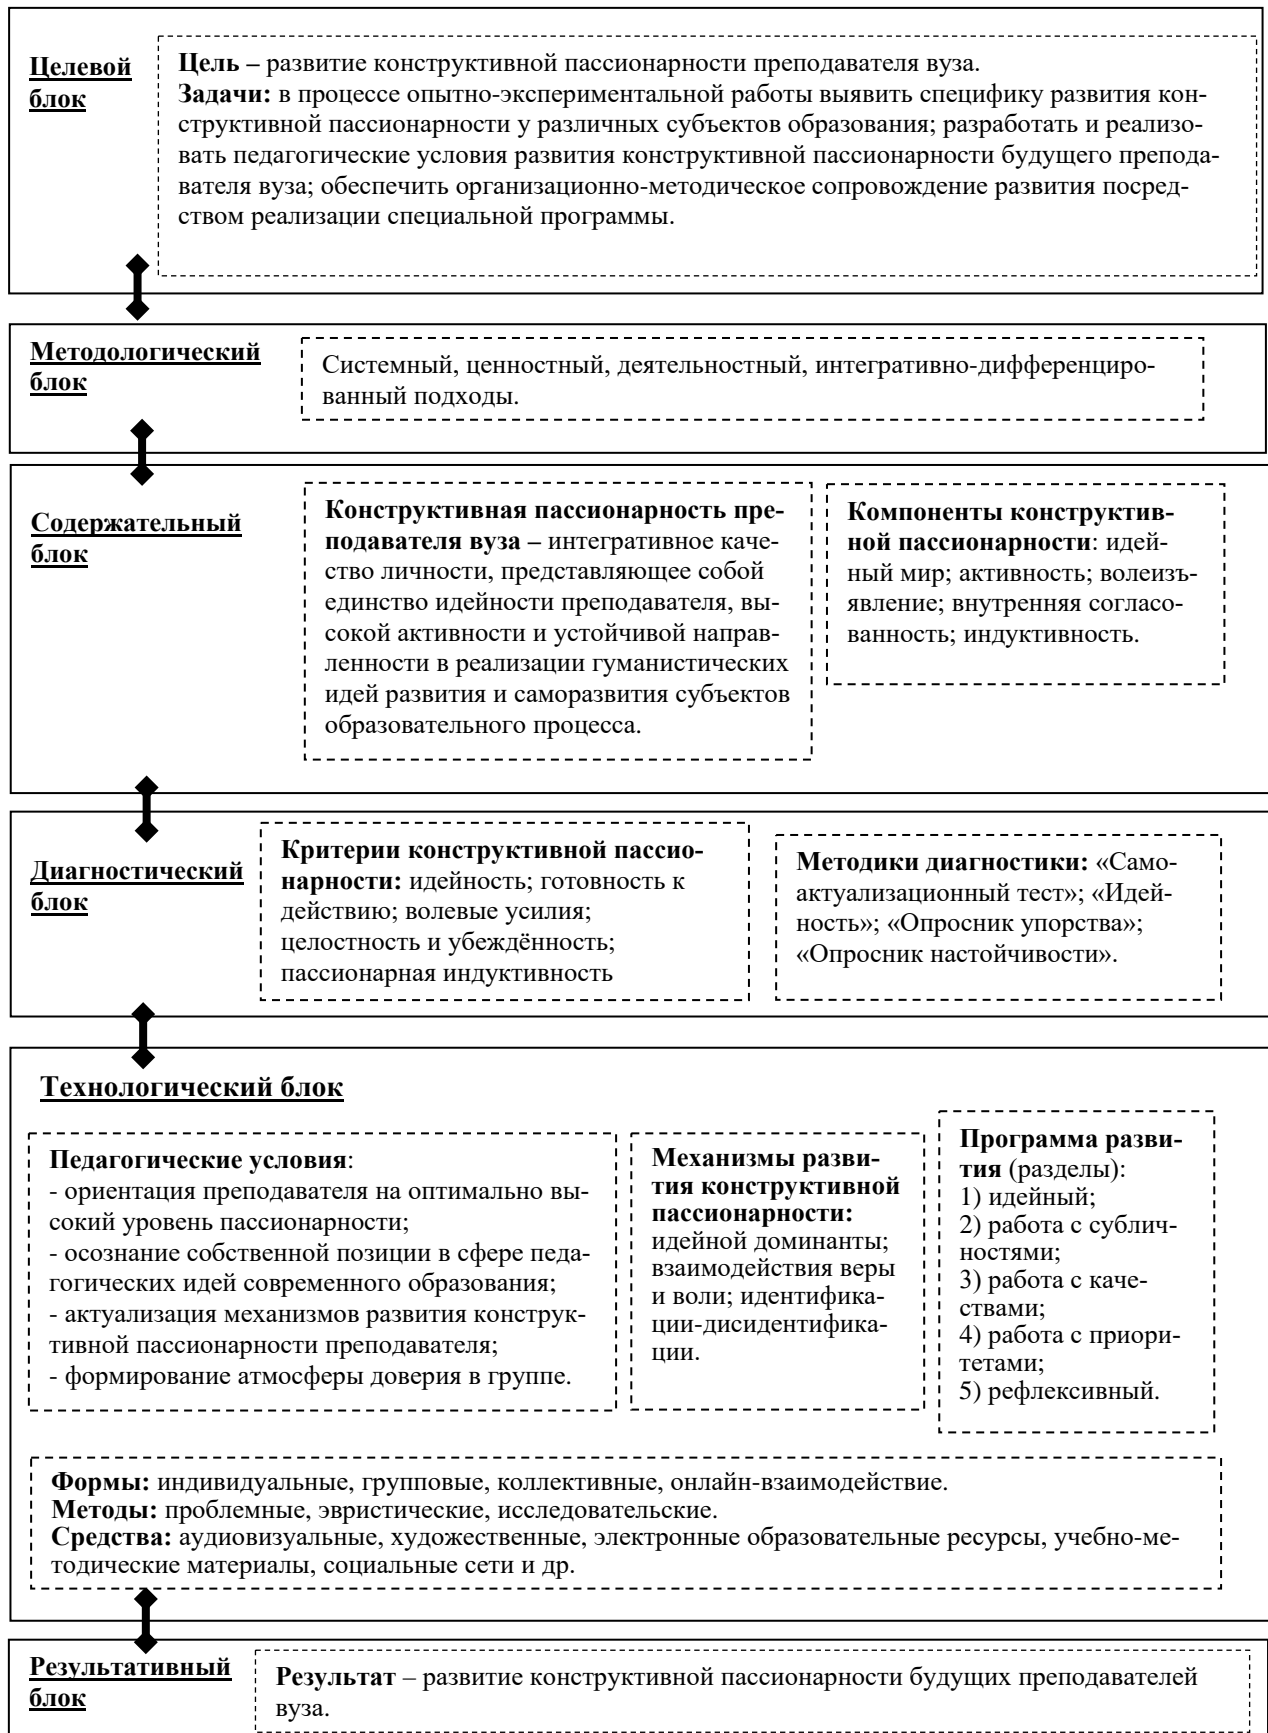 Целевой
блок
Цель – развитие конструктивной пассионарности преподавателя вуза.
Задачи: в процессе опытно-экспериментальной работы выявить специфику развития кон-
структивной пассионарности у различных субъектов образования; разработать и реализо-
вать педагогические условия развития конструктивной пассионарности будущего препода-
вателя вуза; обеспечить организационно-методическое сопровождение развития посред-
ством реализации специальной программы.
Методологический
блок
Системный, ценностный, деятельностный, интегративно-дифференциро-
ванный подходы.
Содержательный
блок
Конструктивная пассионарность пре-
подавателя вуза – интегративное каче-
ство личности, представляющее собой
единство идейности преподавателя, вы-
сокой активности и устойчивой направ-
ленности в реализации гуманистических
идей развития и саморазвития субъектов
образовательного процесса.
Компоненты конструктив-
ной пассионарности: идей-
ный мир; активность; волеизъ-
явление; внутренняя согласо-
ванность; индуктивность.
Диагностический
блок
Критерии конструктивной пассио-
нарности: идейность; готовность к
действию; волевые усилия;
целостность и убеждённость;
пассионарная индуктивность
Методики диагностики: «Само-
актуализационный тест»; «Идей-
ность»; «Опросник упорства»;
«Опросник настойчивости».
Технологический блок
Педагогические условия:
- ориентация преподавателя на оптимально вы-
сокий уровень пассионарности;
- осознание собственной позиции в сфере педа-
гогических идей современного образования;
- актуализация механизмов развития конструк-
тивной пассионарности преподавателя;
- формирование атмосферы доверия в группе.
Механизмы разви-
тия конструктивной
пассионарности:
идейной доминанты;
взаимодействия веры
и воли; идентифика-
ции-дисидентифика-
ции.
Программа разви-
тия (разделы):
1) идейный;
2) работа с сублич-
ностями;
3) работа с каче-
ствами;
4) работа с приори-
тетами;
5) рефлексивный.
Формы: индивидуальные, групповые, коллективные, онлайн-взаимодействие.
Методы: проблемные, эвристические, исследовательские.
Средства: аудиовизуальные, художественные, электронные образовательные ресурсы, учебно-ме-
тодические материалы, социальные сети и др.
Результативный
блок
Результат – развитие конструктивной пассионарности будущих преподавателей
вуза.